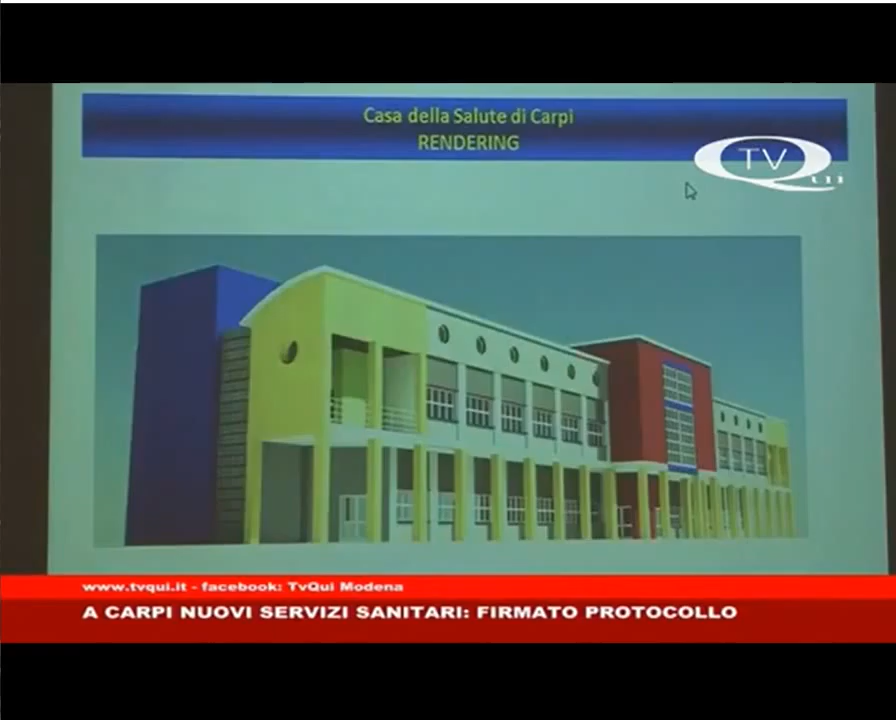 Casa della Salute di Carpi
RENDERING
TV Qui
www.tvqui.it - facebook: TvQui Modena
A CARPI NUOVI SERVIZI SANITARI: FIRMATO PROTOCOLLO